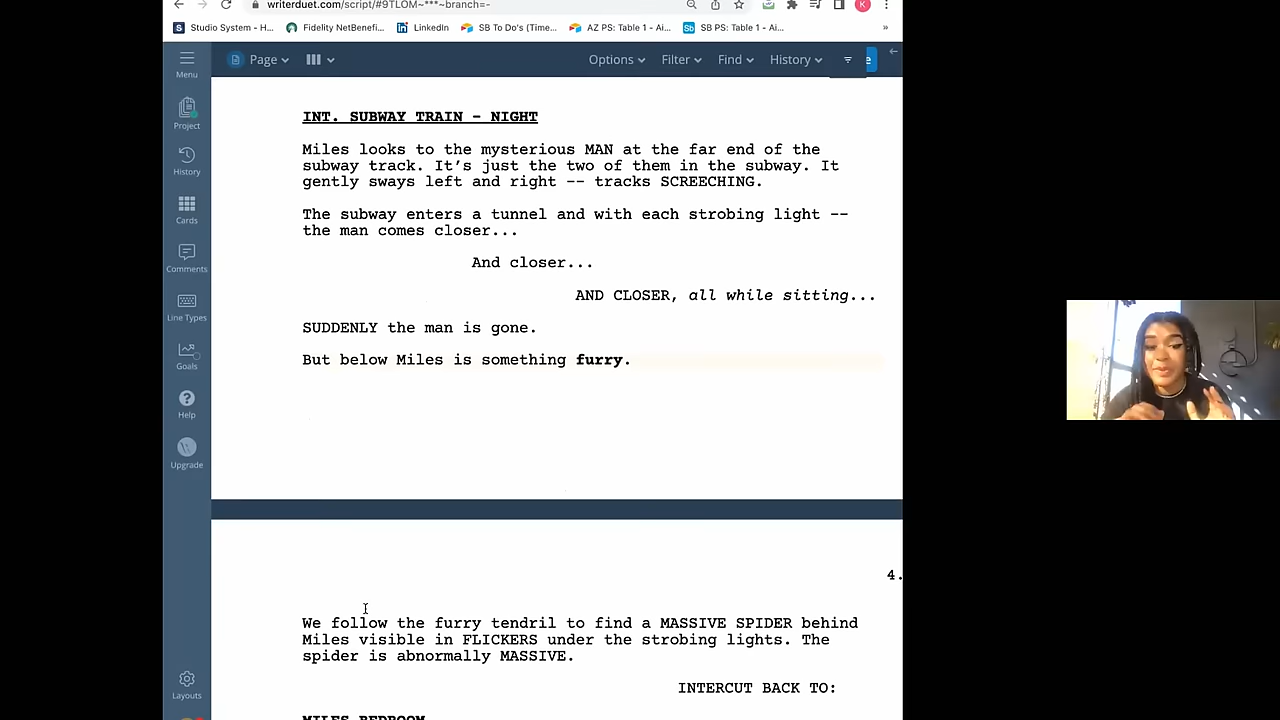 writerduet.com/script/#9TLOM~***~branch=-
K
Studio System - H...
Fidelity NetBenefi...
LinkedIn
SB To Do's (Time...
AZ PS: Table 1 - Ai...
SB PS: Table 1 - Ai...
»
Menu
Page
Options
Filter
Find
History
Project
History
Cards
Comments
Line Types
Goals
Help
Upgrade
Layouts
INT. SUBWAY TRAIN - NIGHT
Miles looks to the mysterious MAN at the far end of the
subway track. It's just the two of them in the subway. It
gently sways left and right -- tracks SCREECHING.
The subway enters a tunnel and with each strobing light --
the man comes closer...
And closer...
AND CLOSER, all while sitting...
SUDDENLY the man is gone.
But below Miles is something furry.
4.
We follow the furry tendril to find a MASSIVE SPIDER behind
Miles visible in FLICKERS under the strobing lights. The
spider is abnormally MASSIVE.
INTERCUT BACK TO:
MILES BEDROOM